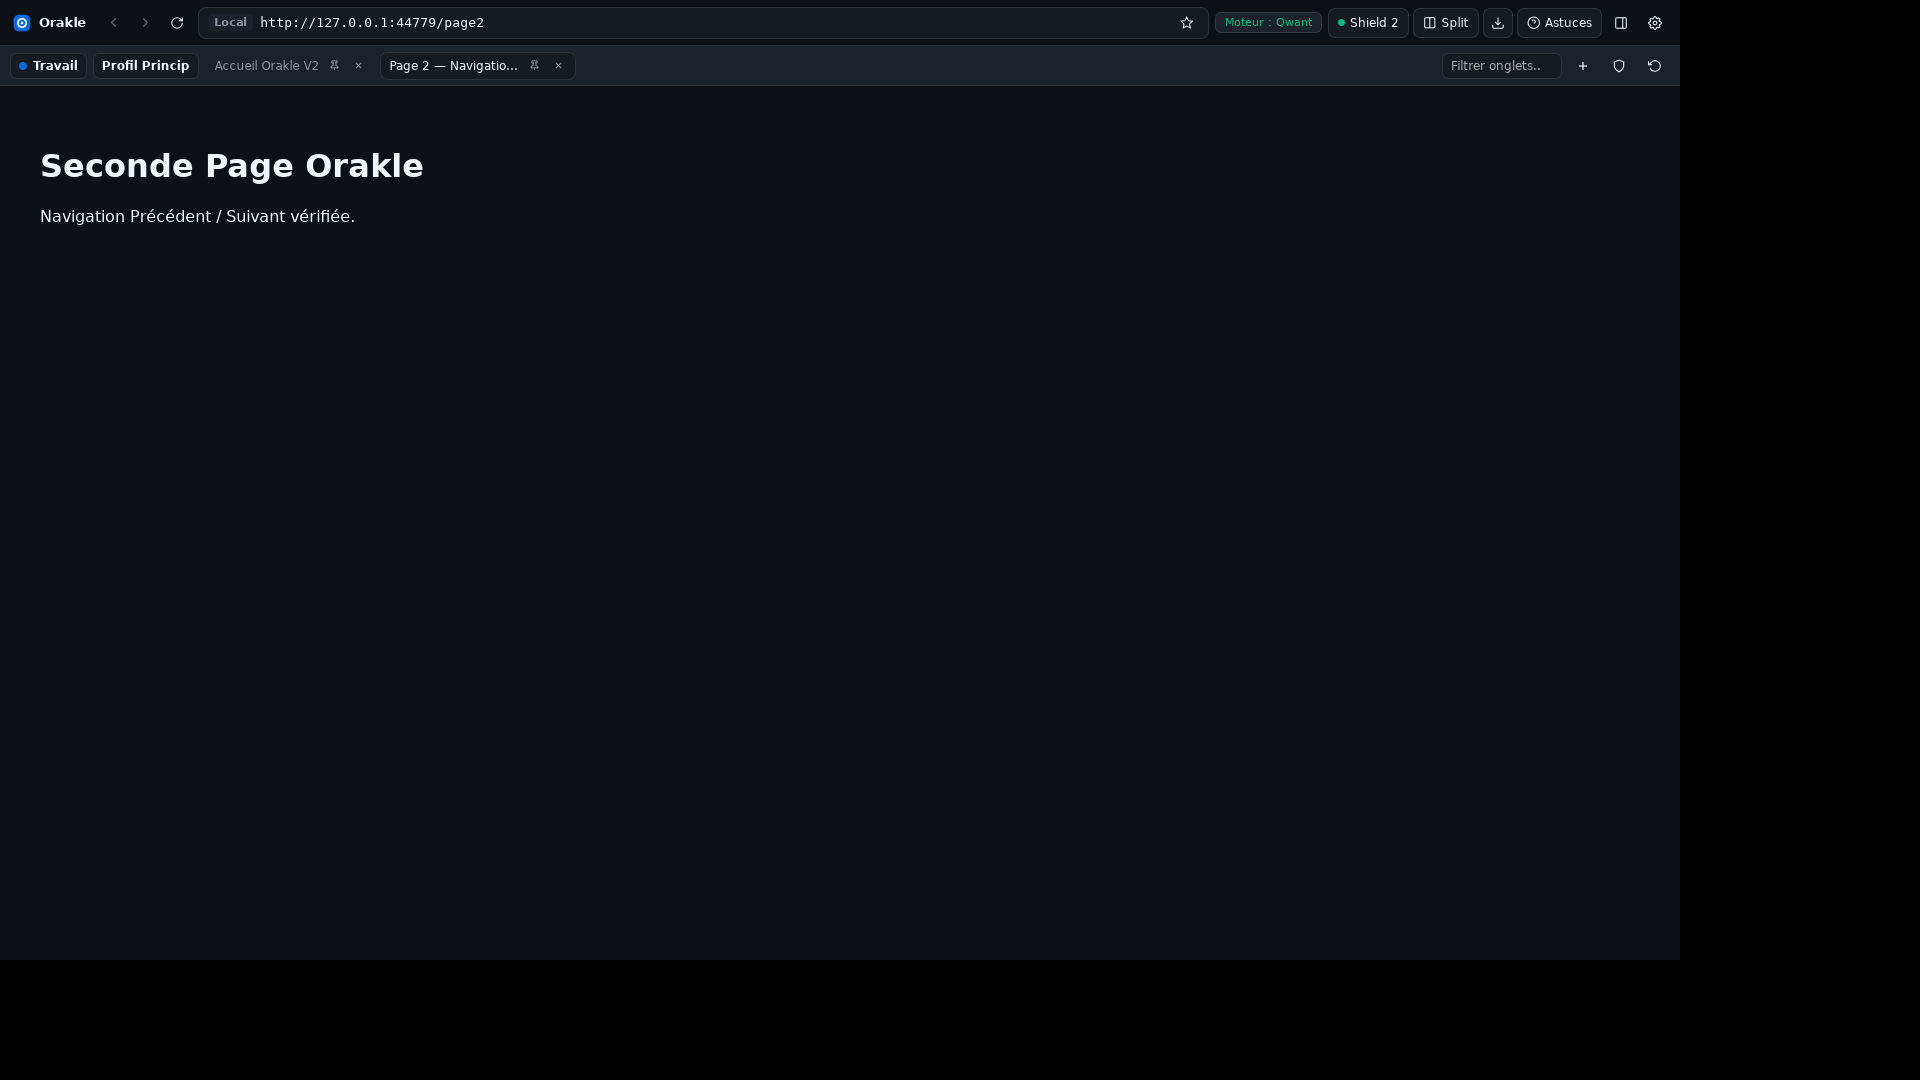 Orakle
Local http://127.0.0.1:44779/page2
Moteur : Qwant
Shield 2
Split
Astuces
Travail
Profil Princip
Accueil Orakle V2
Page 2 — Navigatio...
Filtrer onglets..
Seconde Page Orakle
Navigation Précédent / Suivant vérifiée.